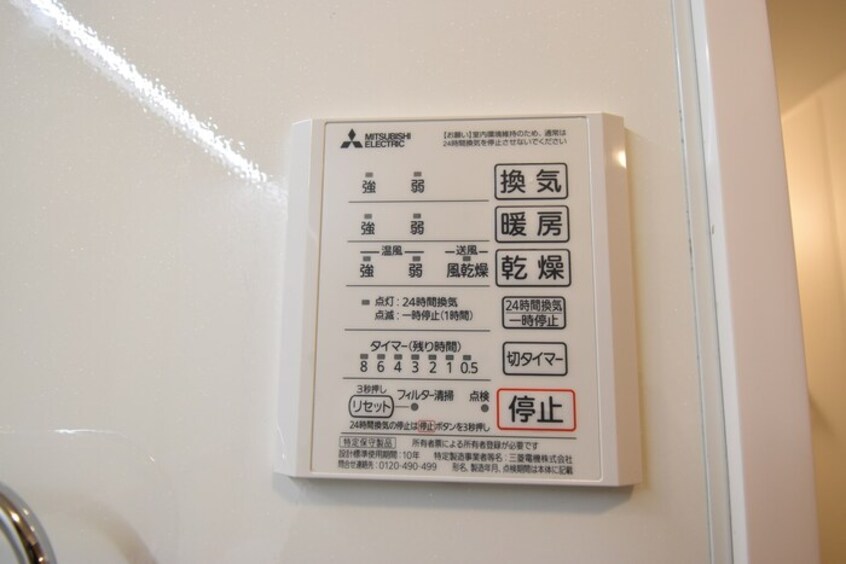 MITSUBISHI
ELECTRIC
【お願い】室内環境維持のため、通常は
24時間換気を停止させないでください
強 弱 換気
強 弱 暖房
温風 送風
強 弱 風乾燥 乾燥
点灯：24時間換気
点滅：一時停止(1時間)
24時間換気
一時停止
タイマー(残り時間)
8 6 4 3 2 1 0.5
切タイマー
3秒押し
リセット フィルター清掃 点検
停止
24時間換気の停止は停止ボタンを3秒押し
特定保守製品 所有者票による所有者登録が必要です
設計標準使用期間：10年 特定製造事業者等名：三菱電機株式会社
問合せ連絡先：0120-490-499 形名、製造年月、点検期間は本体に記載